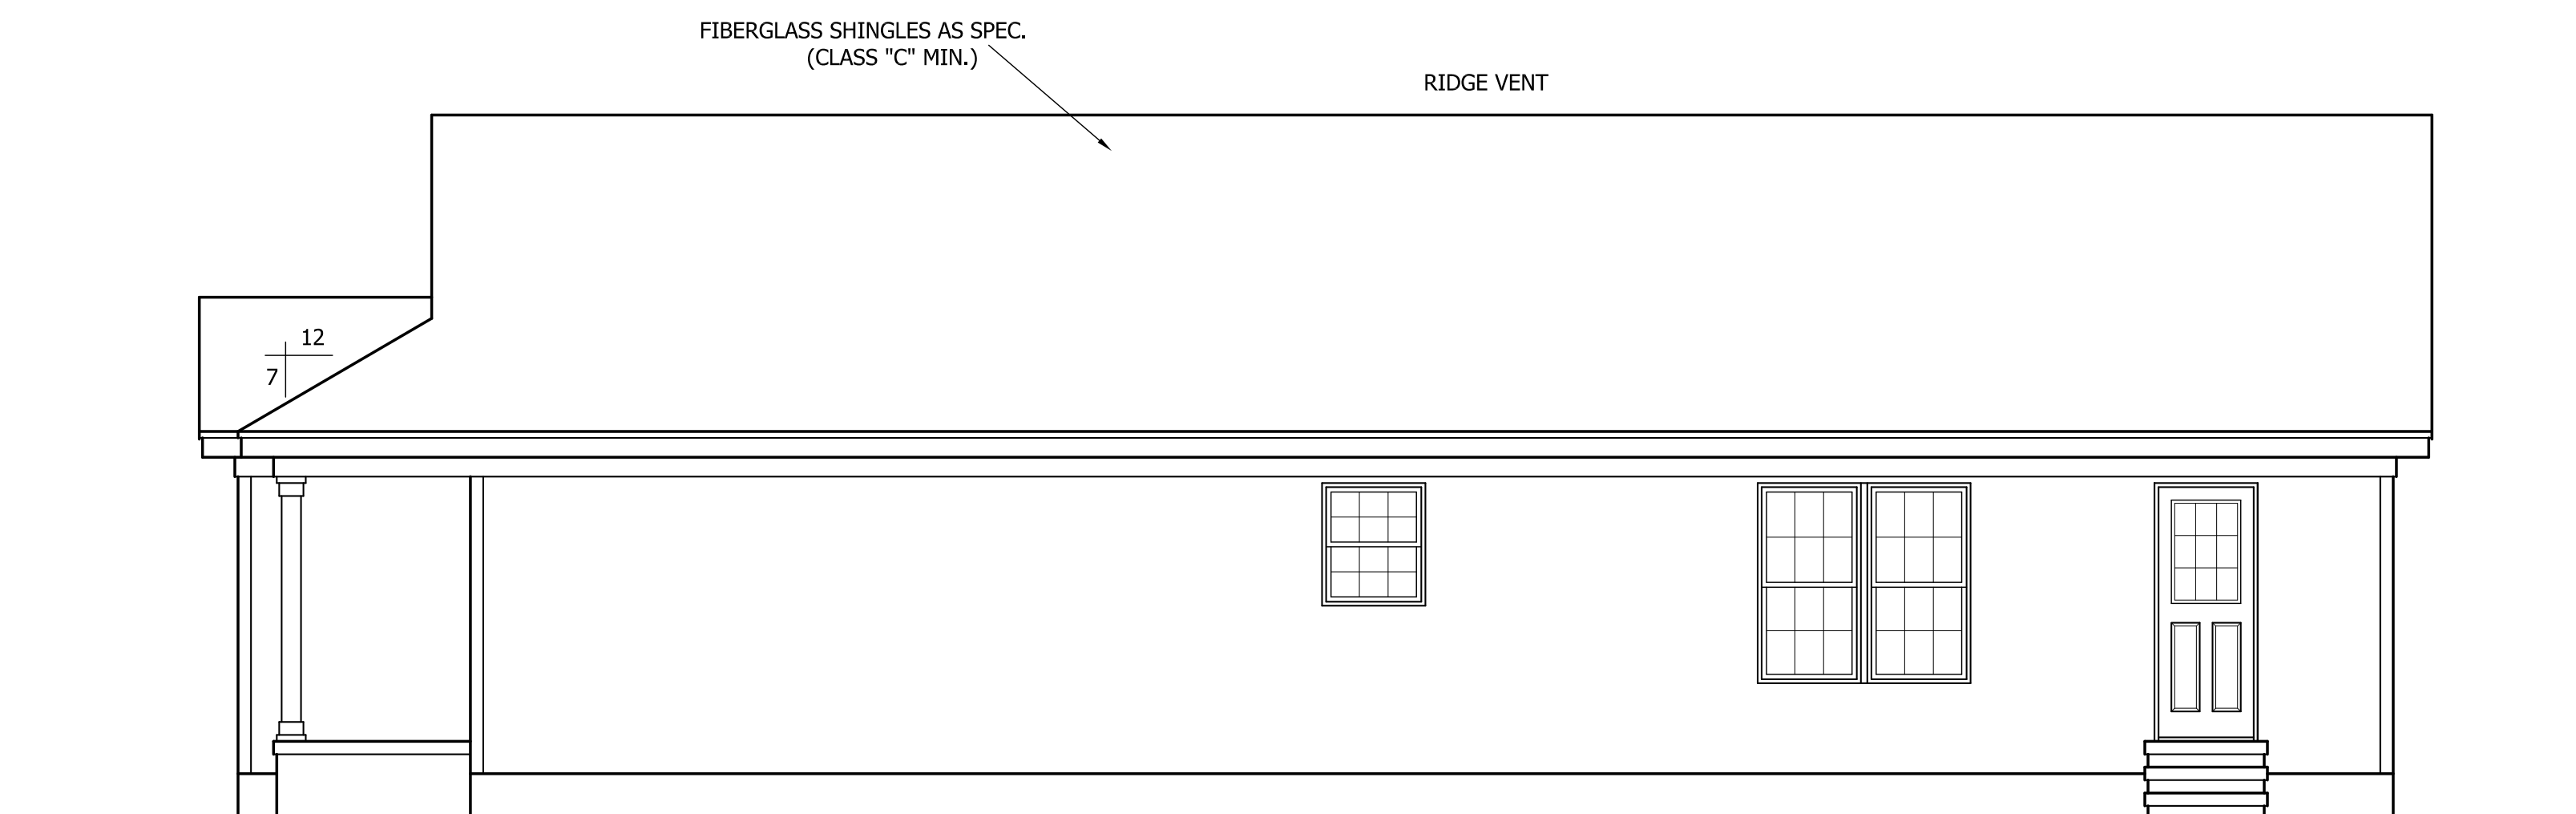 FIBERGLASS SHINGLES AS SPEC.
(CLASS "C" MIN.)
RIDGE VENT
12
7